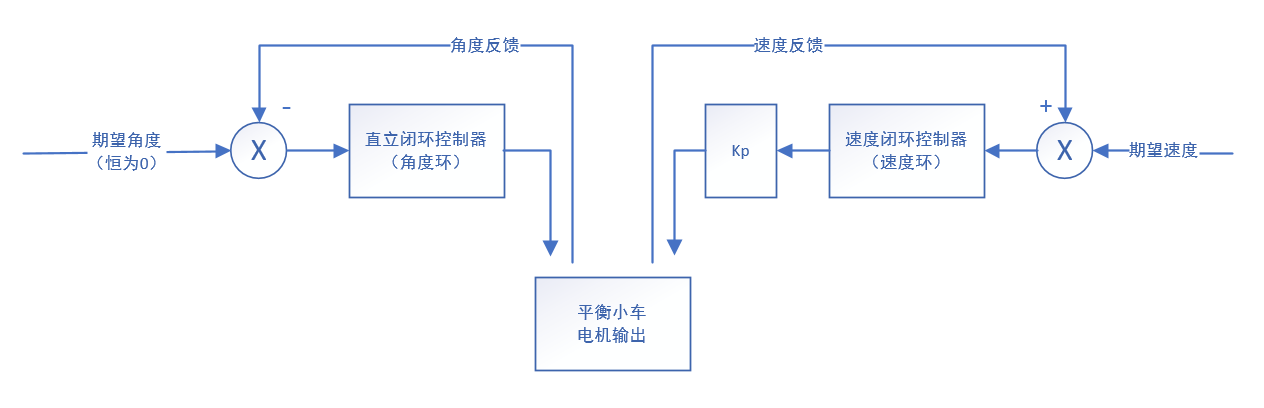 角度反馈
速度反馈
-
+
期望角度
（恒为0）
X
直立闭环控制器
（角度环）
Kp
速度闭环控制器
（速度环）
X
期望速度
平衡小车
电机输出